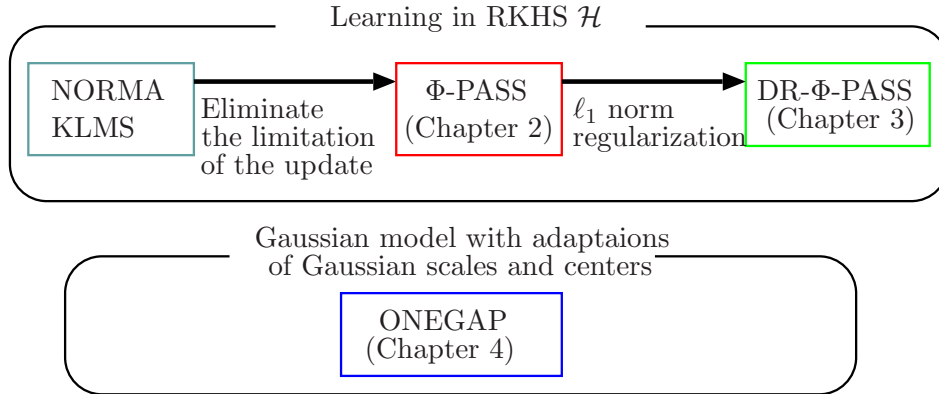 Learning in RKHS ℋ
NORMA
KLMS
Eliminate
the limitation
of the update
Φ-PASS
(Chapter 2)
ℓ₁ norm
regularization
DR-Φ-PASS
(Chapter 3)
Gaussian model with adaptaions
of Gaussian scales and centers
ONEGAP
(Chapter 4)